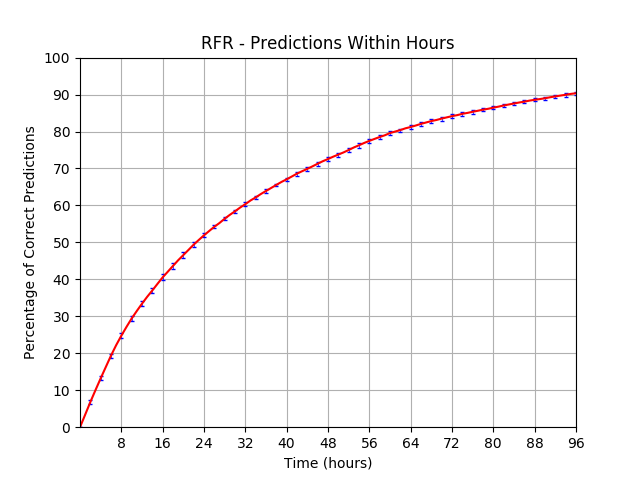 RFR - Predictions Within Hours
100
90
80
70
60
50
40
30
20
10
0
Percentage of Correct Predictions
8 16 24 32 40 48 56 64 72 80 88 96
Time (hours)